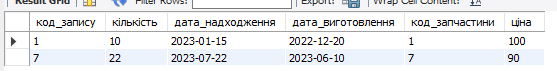 Result Grid Filter Rows: Export: Wrap Cell Content:
код_запису кількість дата_надходження дата_виготовлення код_запчастини ціна
1 10 2023-01-15 2022-12-20 1 100
7 22 2023-07-22 2023-06-10 7 90